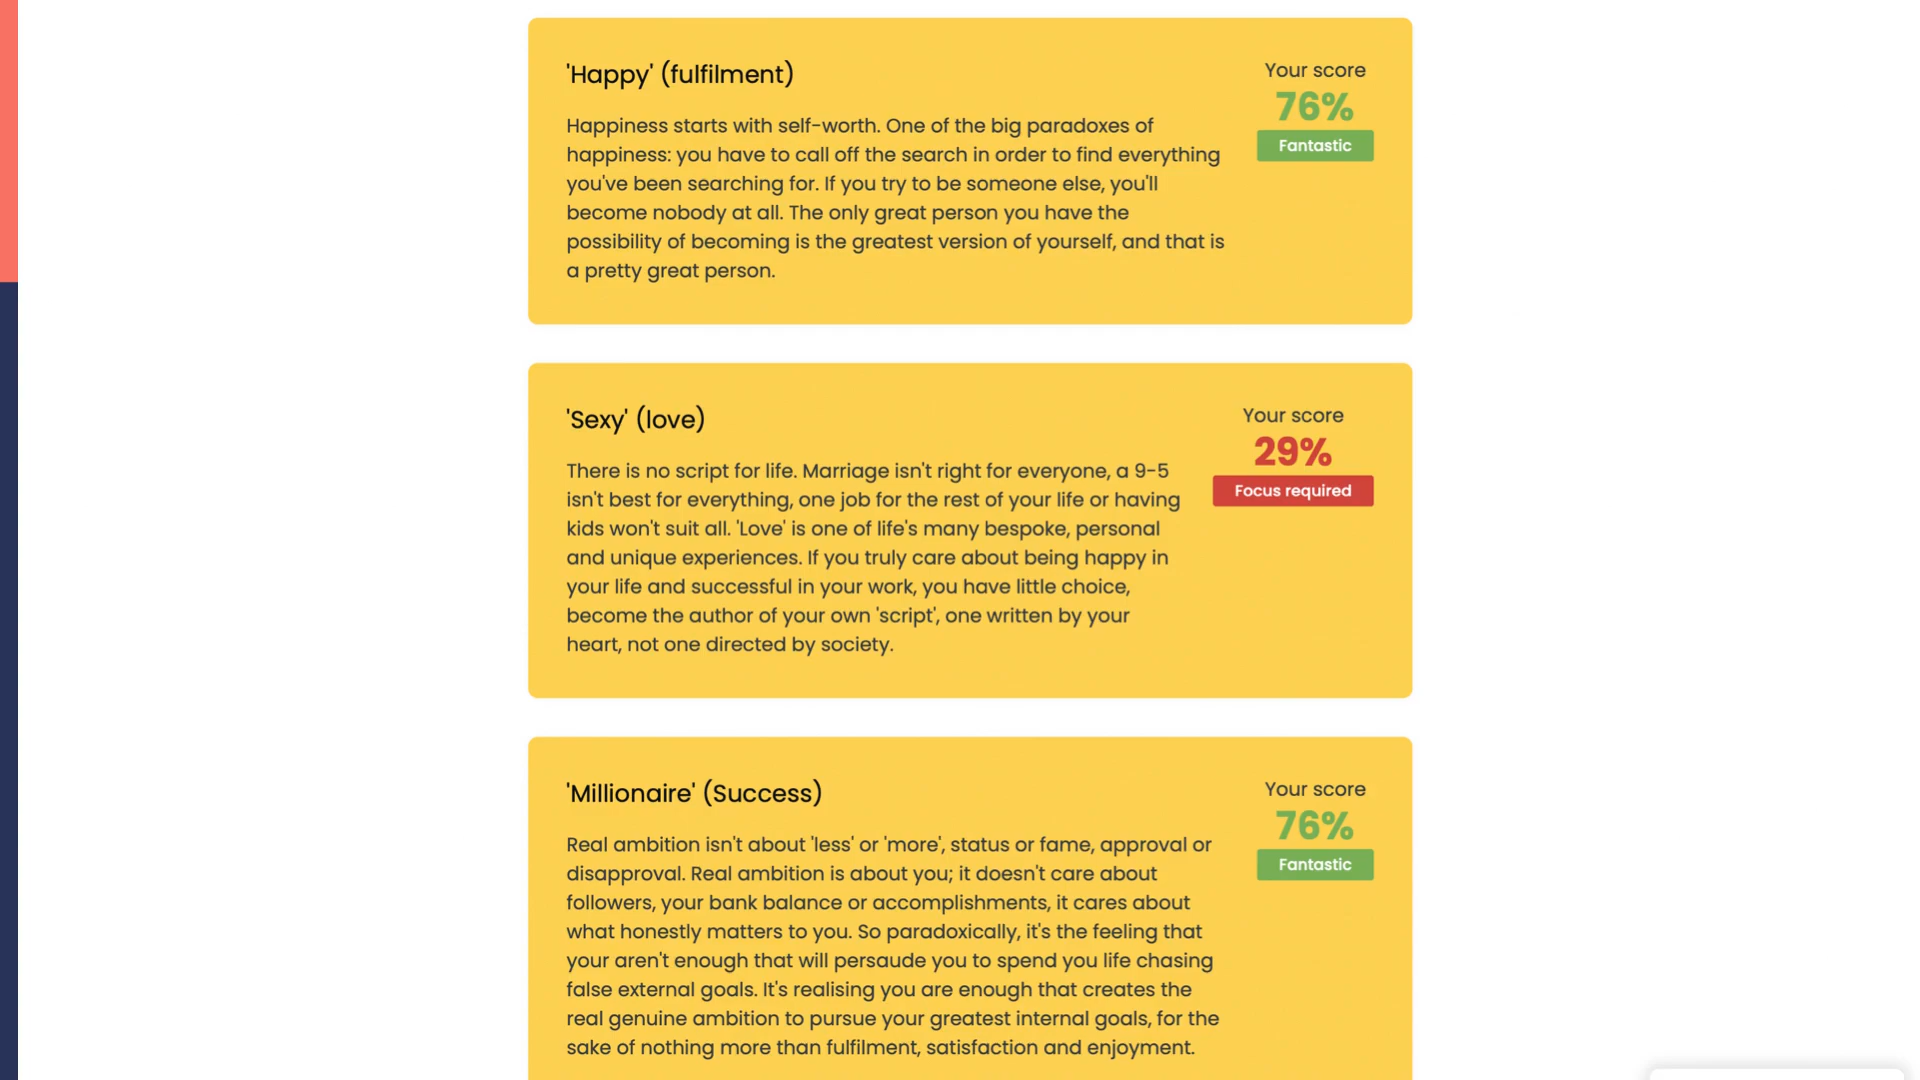 'Happy' (fulfilment)
Your score
76%
Fantastic
Happiness starts with self-worth. One of the big paradoxes of
happiness: you have to call off the search in order to find everything
you've been searching for. If you try to be someone else, you'll
become nobody at all. The only great person you have the
possibility of becoming is the greatest version of yourself, and that is
a pretty great person.
'Sexy' (love)
Your score
29%
Focus required
There is no script for life. Marriage isn't right for everyone, a 9-5
isn't best for everything, one job for the rest of your life or having
kids won't suit all. 'Love' is one of life's many bespoke, personal
and unique experiences. If you truly care about being happy in
your life and successful in your work, you have little choice,
become the author of your own 'script', one written by your
heart, not one directed by society.
'Millionaire' (Success)
Your score
76%
Fantastic
Real ambition isn't about 'less' or 'more', status or fame, approval or
disapproval. Real ambition is about you; it doesn't care about
followers, your bank balance or accomplishments, it cares about
what honestly matters to you. So paradoxically, it's the feeling that
your aren't enough that will persaude you to spend you life chasing
false external goals. It's realising you are enough that creates the
real genuine ambition to pursue your greatest internal goals, for the
sake of nothing more than fulfilment, satisfaction and enjoyment.